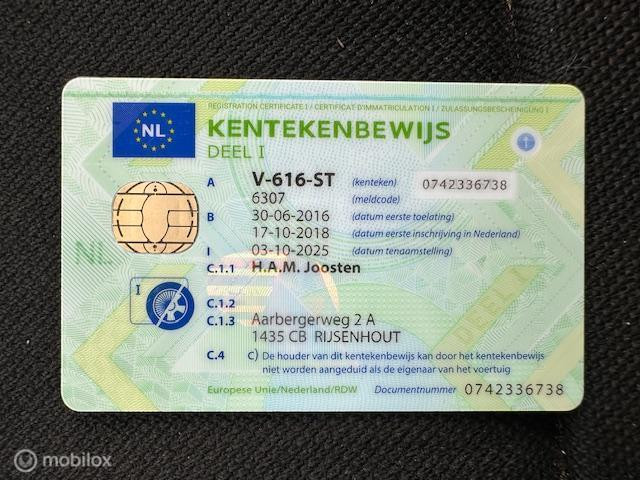 REGISTRATION CERTIFICATE I / CERTIFICAT D'IMMATRICULATION I / ZULASSUNGSBESCHEINIGUNG I
NL KENTEKENBEWIJS
DEEL I
A V-616-ST (kenteken) 0742336738
6307 (meldcode)
B 30-06-2016 (datum eerste toelating)
17-10-2018 (datum eerste inschrijving in Nederland)
I 03-10-2025 (datum tenaamstelling)
C.1.1 H.A.M. Joosten
NL
I
C.1.2
C.1.3 Aarbergerweg 2 A
1435 CB RIJSENHOUT
DEEL I
C.4 c) De houder van dit kentekenbewijs kan door het kentekenbewijs
niet worden aangeduid als de eigenaar van het voertuig
Europese Unie/Nederland/RDW Documentnummer 0742336738
mobilox